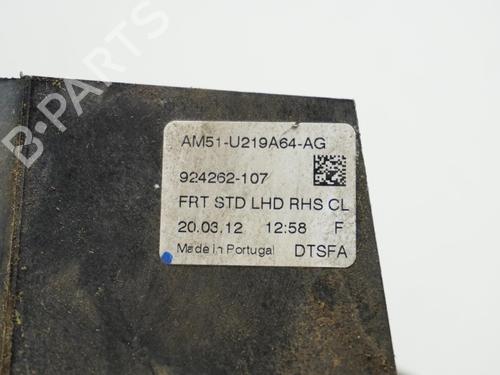 B-PARTS
AM51-U219A64-AG
924262-107
FRT STD LHD RHS CL
20.03.12 12:58 F
Made in Portugal DTSFA